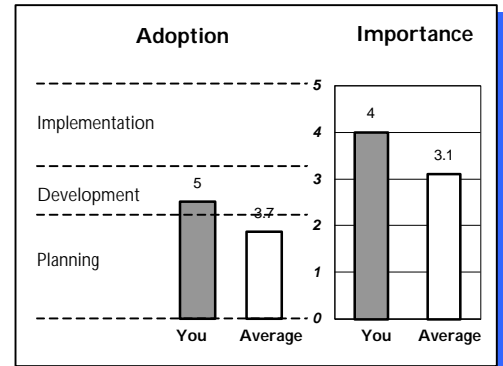 Adoption
Importance
5
Implementation
4
4
3.1
Development
5
3
3.7
2
Planning
1
0
You
Average
You
Average